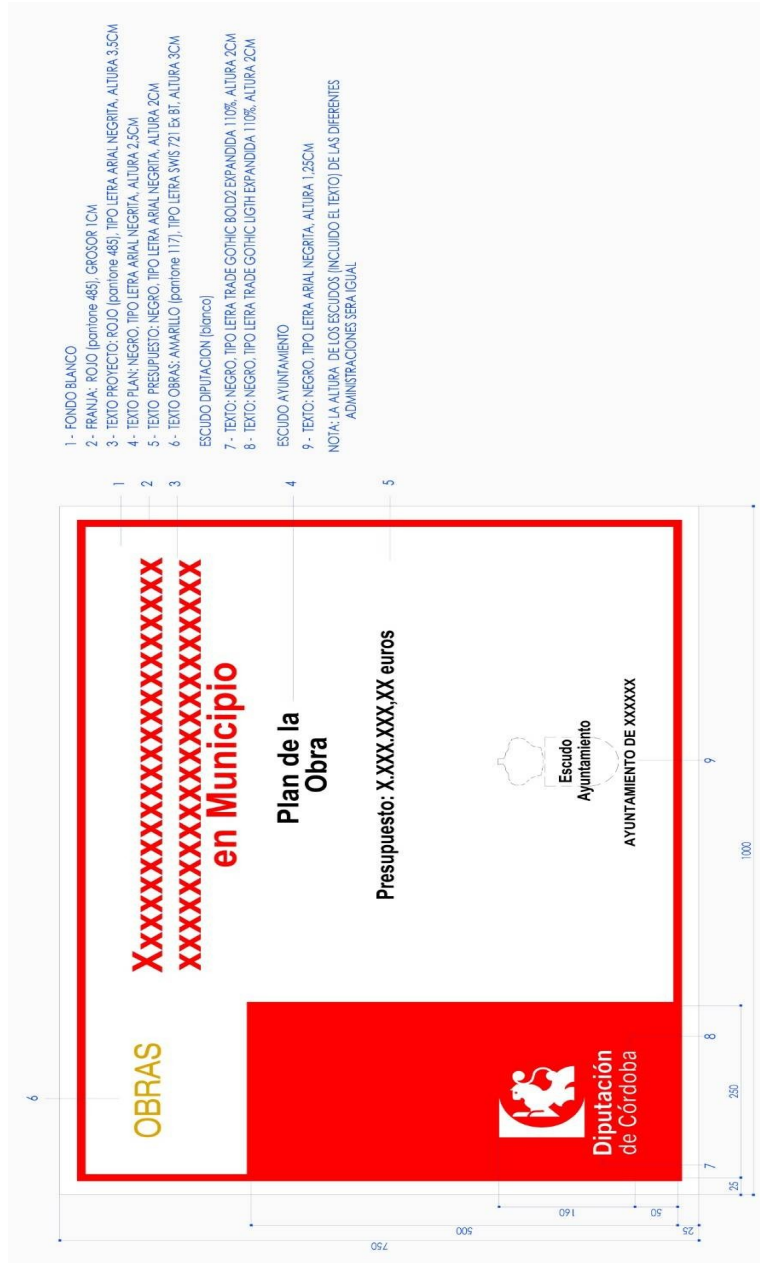 1 - FONDO BLANCO
2 - FRANJA: ROJO (pantone 485), GROSOR 1CM
3 - TEXTO PROYECTO: ROJO (pantone 485), TIPO LETRA ARIAL NEGRITA, ALTURA 3,5CM
4 - TEXTO PLAN: NEGRO, TIPO LETRA ARIAL NEGRITA, ALTURA 2,5CM
5 - TEXTO PRESUPUESTO: NEGRO, TIPO LETRA ARIAL NEGRITA, ALTURA 2CM
6 - TEXTO OBRAS: AMARILLO (pantone 117), TIPO LETRA SWIS 721 Ex BT, ALTURA 3CM
ESCUDO DIPUTACION (blanco)
7 - TEXTO: NEGRO, TIPO LETRA TRADE GOTHIC BOLD2 EXPANDIDA 110%, ALTURA 2CM
8 - TEXTO: NEGRO, TIPO LETRA TRADE GOTHIC LIGTH EXPANDIDA 110%, ALTURA 2CM
ESCUDO AYUNTAMIENTO
9 - TEXTO: NEGRO, TIPO LETRA ARIAL NEGRITA, ALTURA 1,25CM
NOTA: LA ALTURA DE LOS ESCUDOS (INCLUIDO EL TEXTO) DE LAS DIFERENTES
ADMINISTRACIONES SERA IGUAL
6
1
2
3
4
5
OBRAS
Xxxxxxxxxxxxxxxxxxxxxxx
xxxxxxxxxxxxxxxxxxxxxxx
en Municipio
Plan de la
Obra
Presupuesto: X.XXX.XXX,XX euros
Escudo
Ayuntamiento
AYUNTAMIENTO DE XXXXXX
Diputación
de Córdoba
7
8
9
25
250
1000
750
500
160
50
25